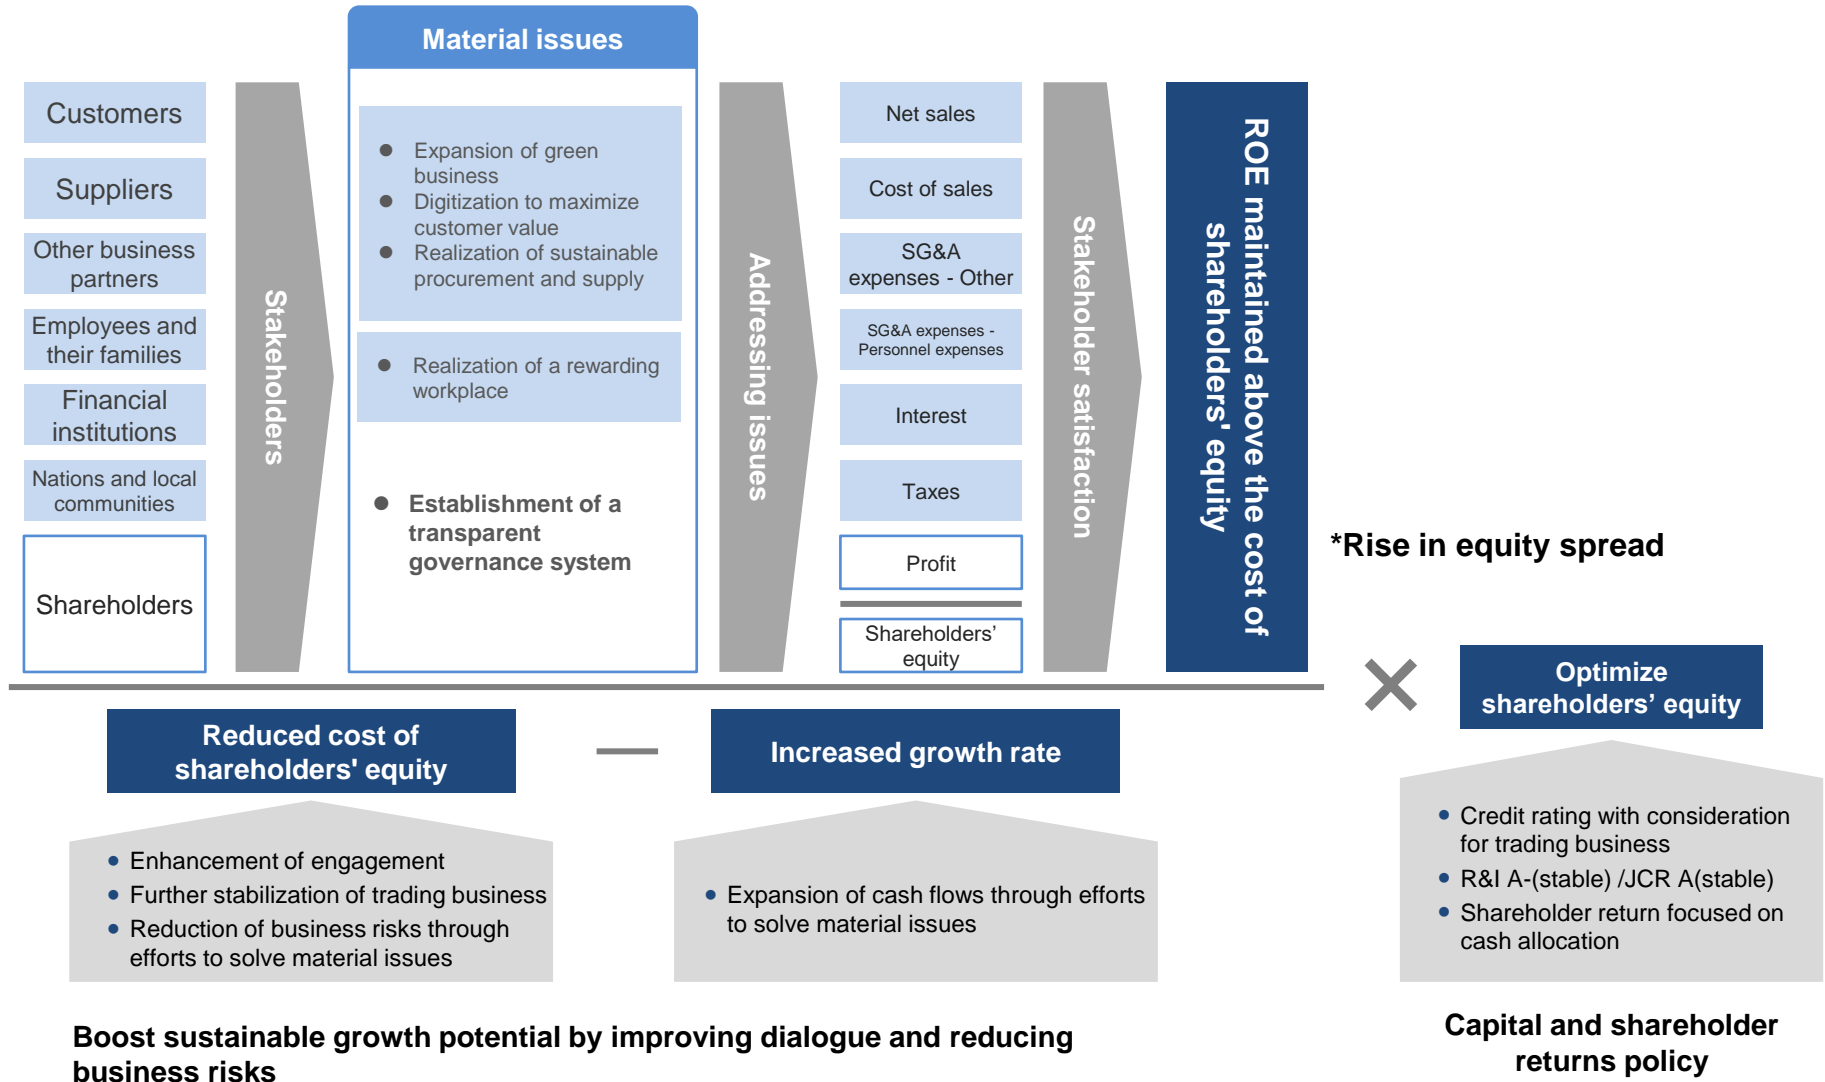 Material issues
Customers
Suppliers
Other business
partners
Employees and
their families
Financial
institutions
Nations and local
communities
Shareholders
Stakeholders
● Expansion of green
business
● Digitization to maximize
customer value
● Realization of sustainable
procurement and supply
● Realization of a rewarding
workplace
● Establishment of a
transparent
governance system
Addressing issues
Net sales
Cost of sales
SG&A
expenses - Other
SG&A expenses -
Personnel expenses
Interest
Taxes
Profit
Shareholders’
equity
Stakeholder satisfaction
ROE maintained above the cost of
shareholders' equity
*Rise in equity spread
Reduced cost of
shareholders' equity
—
Increased growth rate
×
Optimize
shareholders’ equity
• Enhancement of engagement
• Further stabilization of trading business
• Reduction of business risks through
efforts to solve material issues
• Expansion of cash flows through efforts
to solve material issues
• Credit rating with consideration
for trading business
• R&I A-(stable) /JCR A(stable)
• Shareholder return focused on
cash allocation
Boost sustainable growth potential by improving dialogue and reducing
business risks
Capital and shareholder
returns policy